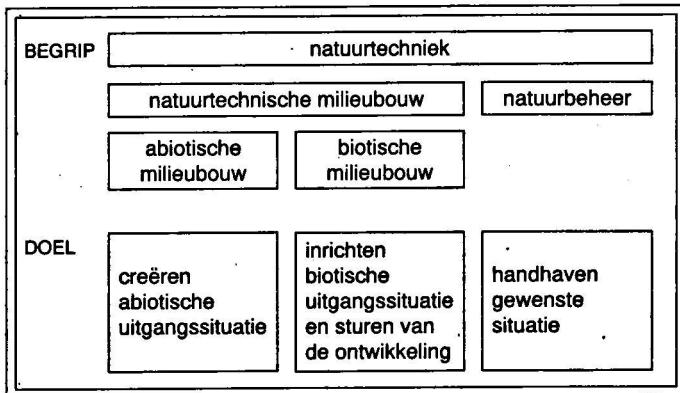 BEGRIP
natuurtechniek
natuurtechnische milieubouw
natuurbeheer
abiotische
milieubouw
biotische
milieubouw
DOEL
creëren
abiotische
uitgangssituatie
inrichten
biotische
uitgangssituatie
en sturen van
de ontwikkeling
handhaven
gewenste
situatie